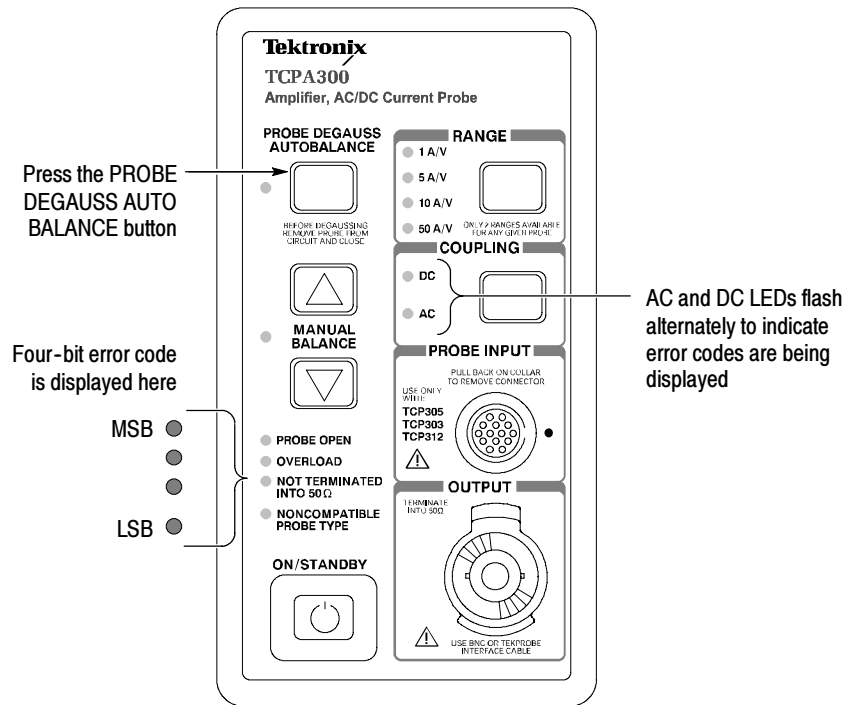 Tektronix
TCPA300
Amplifier, AC/DC Current Probe
PROBE DEGAUSS
AUTOBALANCE
Press the PROBE
DEGAUSS AUTO
BALANCE button
BEFORE DEGAUSSING
REMOVE PROBE FROM
CIRCUIT AND CLOSE
MANUAL
BALANCE
Four-bit error code
is displayed here
MSB
LSB
PROBE OPEN
OVERLOAD
NOT TERMINATED
INTO 50Ω
NONCOMPATIBLE
PROBE TYPE
ON/STANDBY
RANGE
1 A/V
5 A/V
10 A/V
50 A/V
ONLY 2 RANGES AVAILABLE
FOR ANY GIVEN PROBE
COUPLING
DC
AC
AC and DC LEDs flash
alternately to indicate
error codes are being
displayed
PROBE INPUT
PULL BACK ON COLLAR
TO REMOVE CONNECTOR
USE ONLY
WITH:
TCP305
TCP303
TCP312
OUTPUT
TERMINATE
INTO 50Ω
USE BNC OR TEKPROBE
INTERFACE CABLE